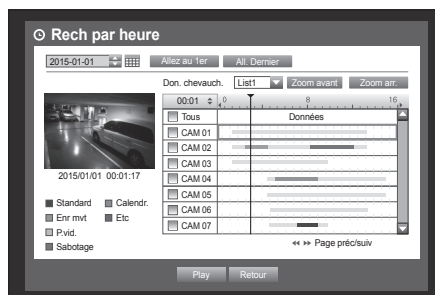 Rech par heure
2015-01-01 Allez au 1er All. Dernier
Don. chevauch. List1 Zoom avant Zoom arr.
00:01 0 8 16
Tous Données
CAM 01
CAM 02
CAM 03
CAM 04
CAM 05
CAM 06
CAM 07
2015/01/01 00:01:17
Standard Calendr.
Enr mvt Etc
P.vid.
Sabotage
Page préc/suiv
Play Retour